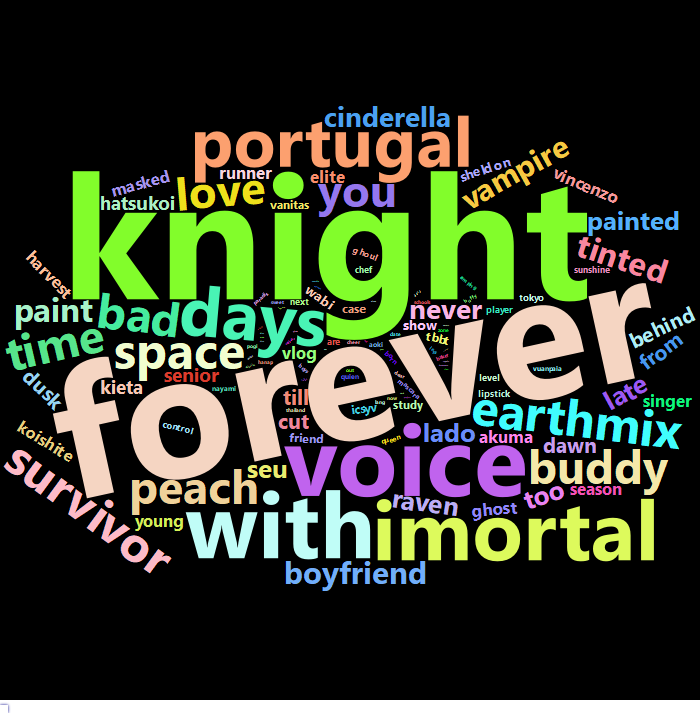 cinderella
portugal
vampire
sheldon
vincenzo
masked
runner
elite
love
you
hatsukoi
vanitas
painted
knight
tinted
sunshine
harvest
ghoul
chef
wabi
case
next
tokyo
player
paint
bad
days
never
show
tbbt
behind
from
time
space
vlog
are
aoki
senior
dusk
kieta
nayami
forever
level
lipstick
late
singer
till
thailand
cut
icsyv
study
control
friend
queen
earthmix
lado
akuma
dawn
koishite
survivor
voice
buddy
seu
peach
raven
ghost
too
season
young
with
imortal
boyfriend